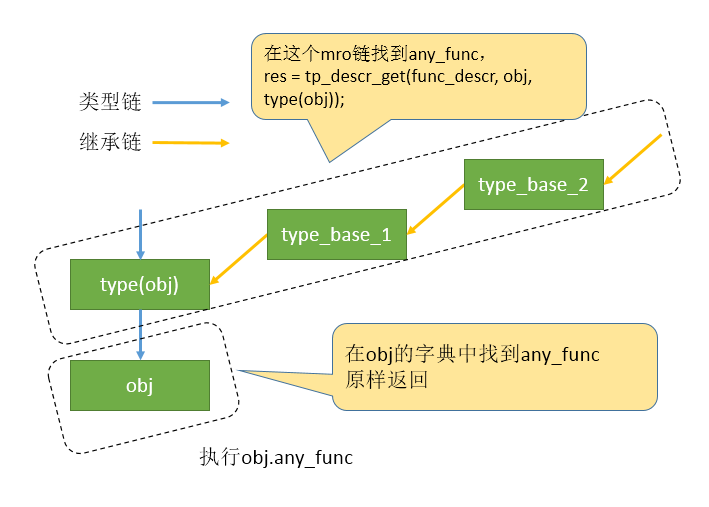 在这个mro链找到any_func，
res = tp_descr_get(func_descr, obj,
type(obj));
类型链
继承链
type_base_2
type_base_1
type(obj)
在obj的字典中找到any_func
原样返回
obj
执行obj.any_func